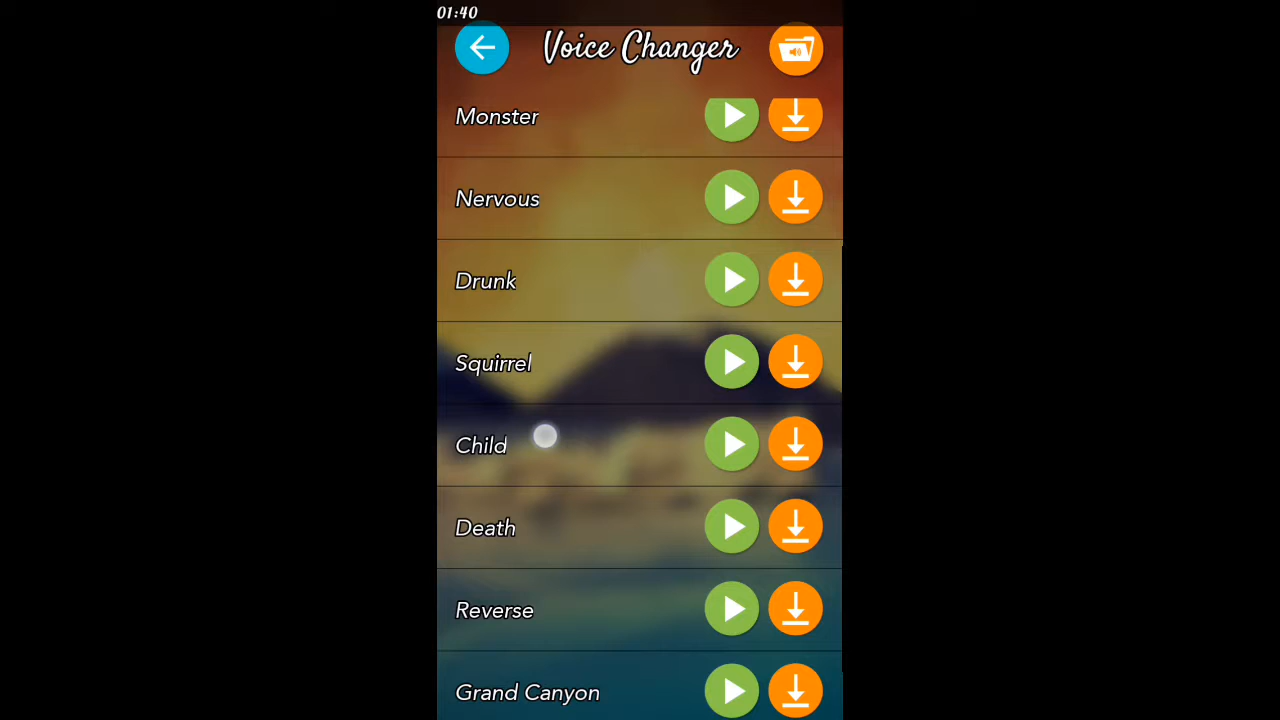 01:40
Voice Changer
Monster
Nervous
Drunk
Squirrel
Child
Death
Reverse
Grand Canyon